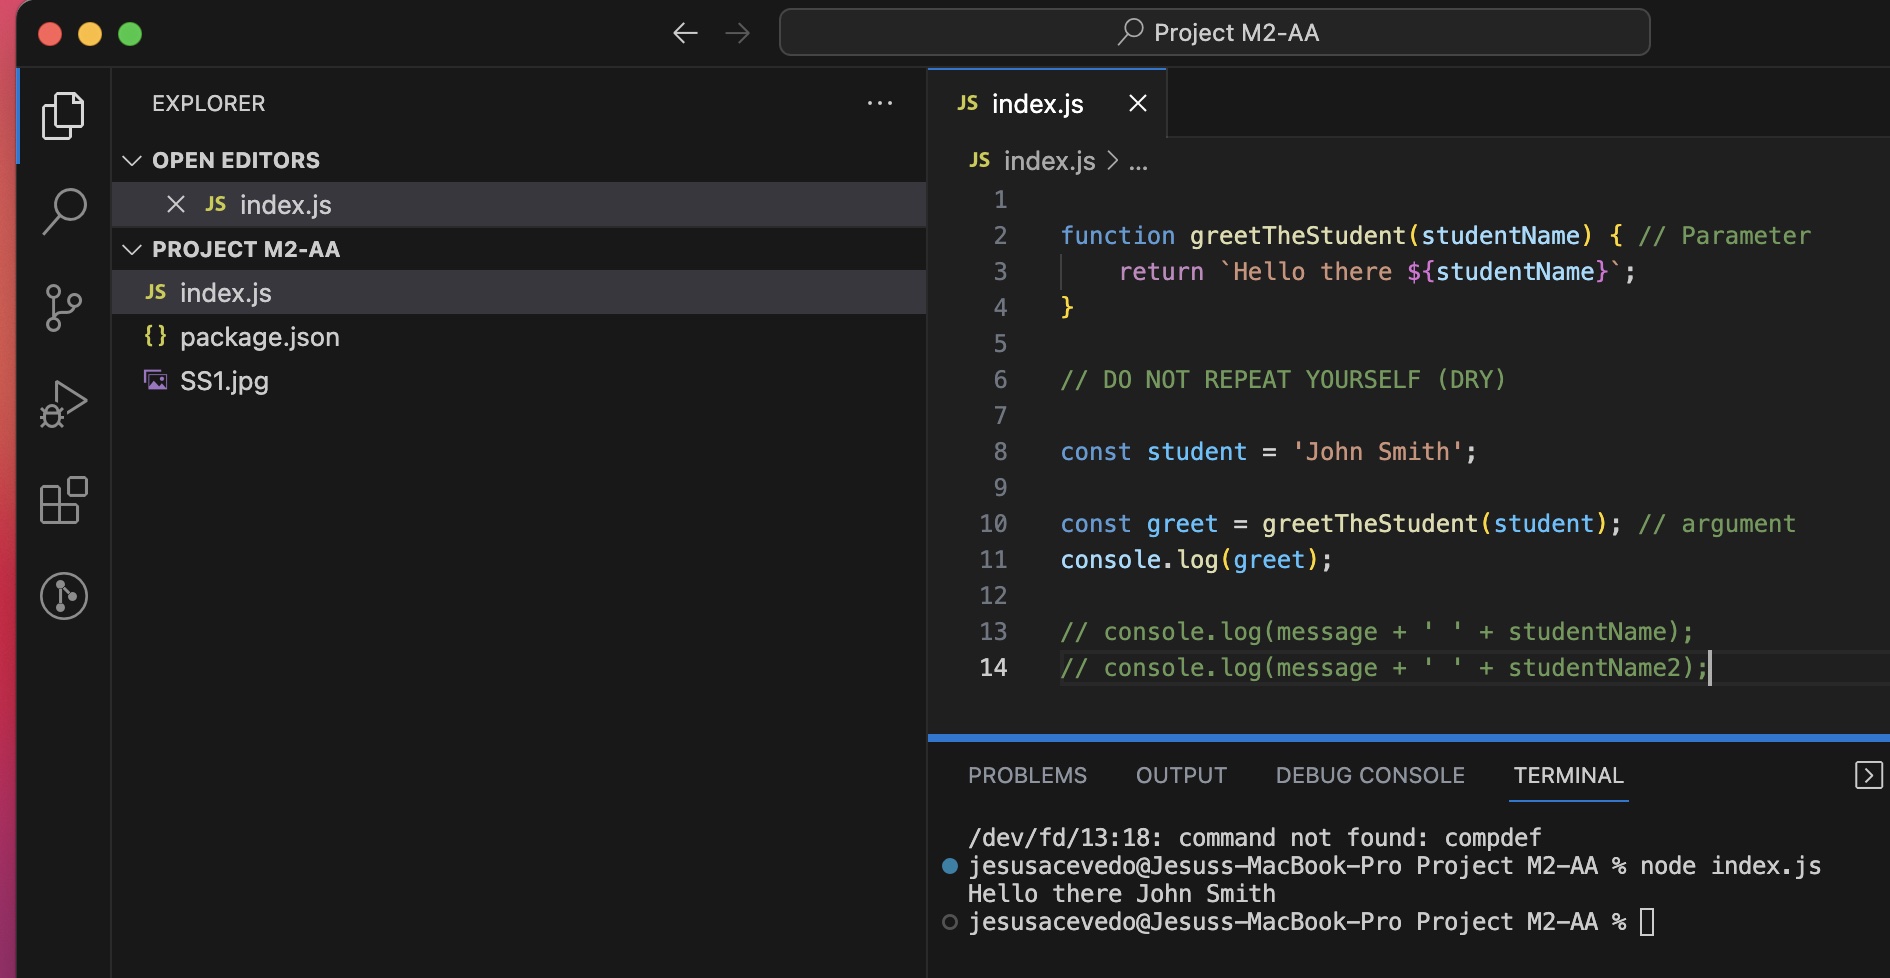 Project M2-AA
EXPLORER
...
OPEN EDITORS
JS index.js
PROJECT M2-AA
JS index.js
{} package.json
SS1.jpg
JS index.js
JS index.js > ...
1
2 function greetTheStudent(studentName) { // Parameter
3     return `Hello there ${studentName}`;
4 }
5
6 // DO NOT REPEAT YOURSELF (DRY)
7
8 const student = 'John Smith';
9
10 const greet = greetTheStudent(student); // argument
11 console.log(greet);
12
13 // console.log(message + ' ' + studentName);
14 // console.log(message + ' ' + studentName2);
PROBLEMS OUTPUT DEBUG CONSOLE TERMINAL
/dev/fd/13:18: command not found: compdef
jesusacevedo@Jesuss-MacBook-Pro Project M2-AA % node index.js
Hello there John Smith
jesusacevedo@Jesuss-MacBook-Pro Project M2-AA %